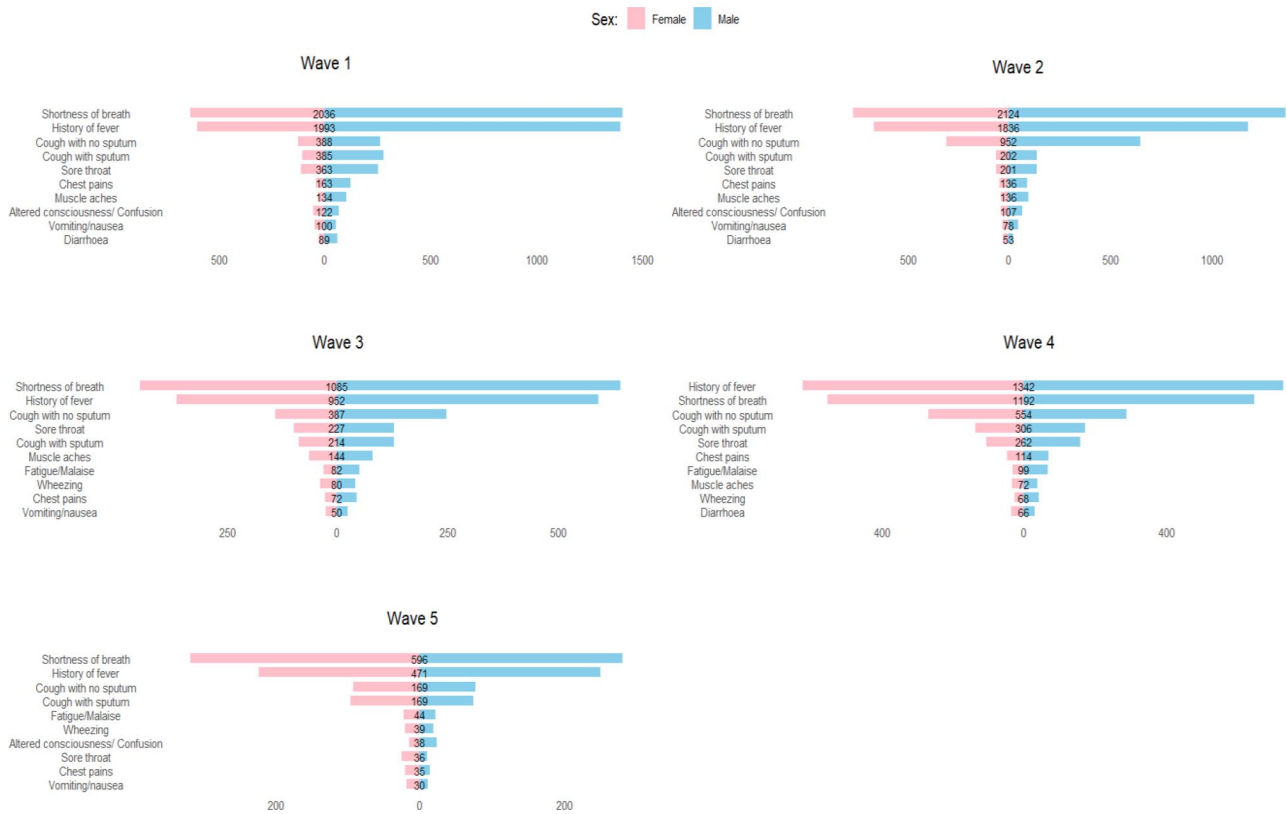 Sex: Female Male
Wave 1
Shortness of breath 2036
History of fever 1993
Cough with no sputum 388
Cough with sputum 385
Sore throat 363
Chest pains 163
Muscle aches 134
Altered consciousness/ Confusion 122
Vomiting/nausea 100
Diarrhoea 89
500 0 500 1000 1500
Wave 2
Shortness of breath 2124
History of fever 1836
Cough with no sputum 952
Cough with sputum 202
Sore throat 201
Chest pains 136
Muscle aches 136
Altered consciousness/ Confusion 107
Vomiting/nausea 78
Diarrhoea 53
500 0 500 1000
Wave 3
Shortness of breath 1085
History of fever 952
Cough with no sputum 387
Sore throat 227
Cough with sputum 214
Muscle aches 144
Fatigue/Malaise 82
Wheezing 80
Chest pains 72
Vomiting/nausea 50
250 0 250 500
Wave 4
History of fever 1342
Shortness of breath 1192
Cough with no sputum 554
Cough with sputum 306
Sore throat 262
Chest pains 114
Fatigue/Malaise 99
Muscle aches 72
Wheezing 68
Diarrhoea 66
400 0 400
Wave 5
Shortness of breath 596
History of fever 471
Cough with no sputum 169
Cough with sputum 169
Fatigue/Malaise 44
Wheezing 39
Altered consciousness/ Confusion 38
Sore throat 36
Chest pains 35
Vomiting/nausea 30
200 0 200